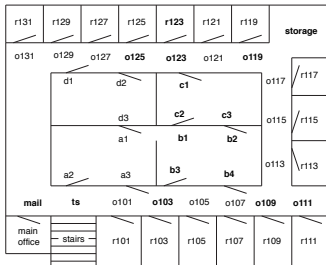 r131 r129 r127 r125 r123 r121 r119
storage
o131 o129 o127 o125 o123 o121 o119
o117 r117
d1 d2 c1
o115 r115
d3 c2 c3
a1 b1 b2
o113 r113
a2 a3 b3 b4
mail ts o101 o103 o105 o107 o109 o111
main
office
stairs r101 r103 r105 r107 r109 r111